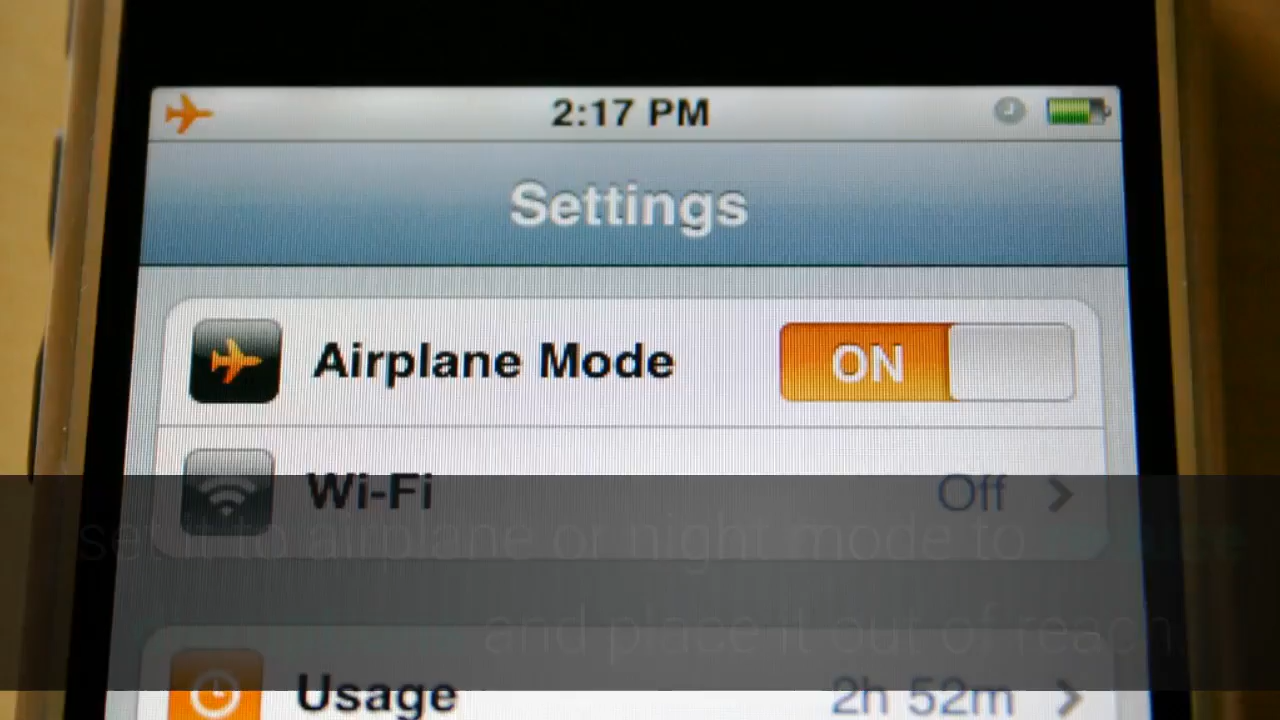 2:17 PM
Settings
Airplane Mode ON
Wi-Fi Off
set it to airplane or night mode to
and place it out of reach.
Usage 2h 52m